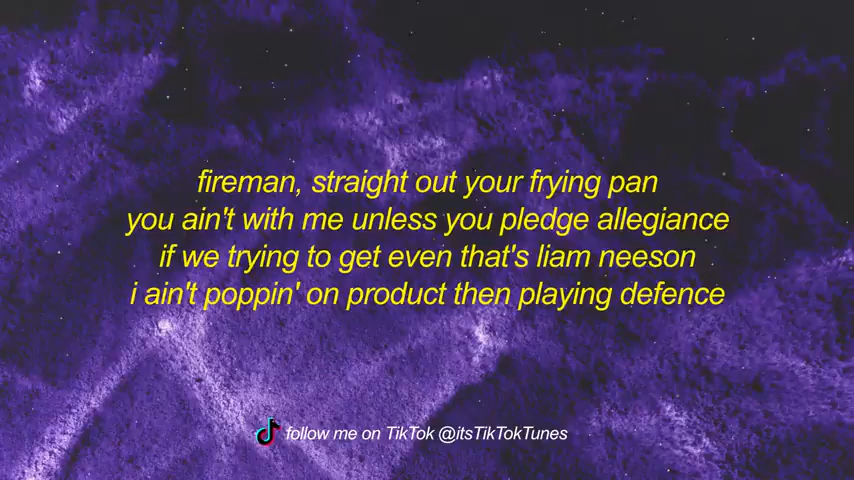 fireman, straight out your frying pan
you ain't with me unless you pledge allegiance
if we trying to get even that's liam neeson
i ain't poppin' on product then playing defence
follow me on TikTok @itsTikTokTunes